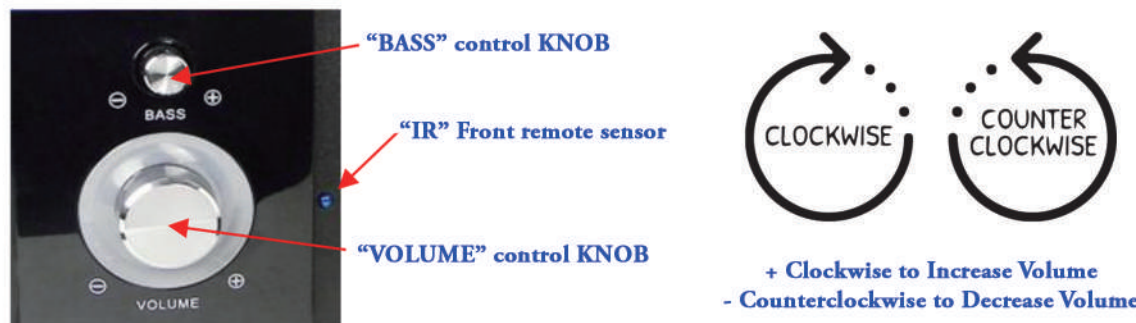 “BASS” control KNOB
⊖ ⊕
BASS
“IR” Front remote sensor
“VOLUME” control KNOB
⊖ ⊕
VOLUME
CLOCKWISE
COUNTER
CLOCKWISE
+ Clockwise to Increase Volume
- Counterclockwise to Decrease Volume